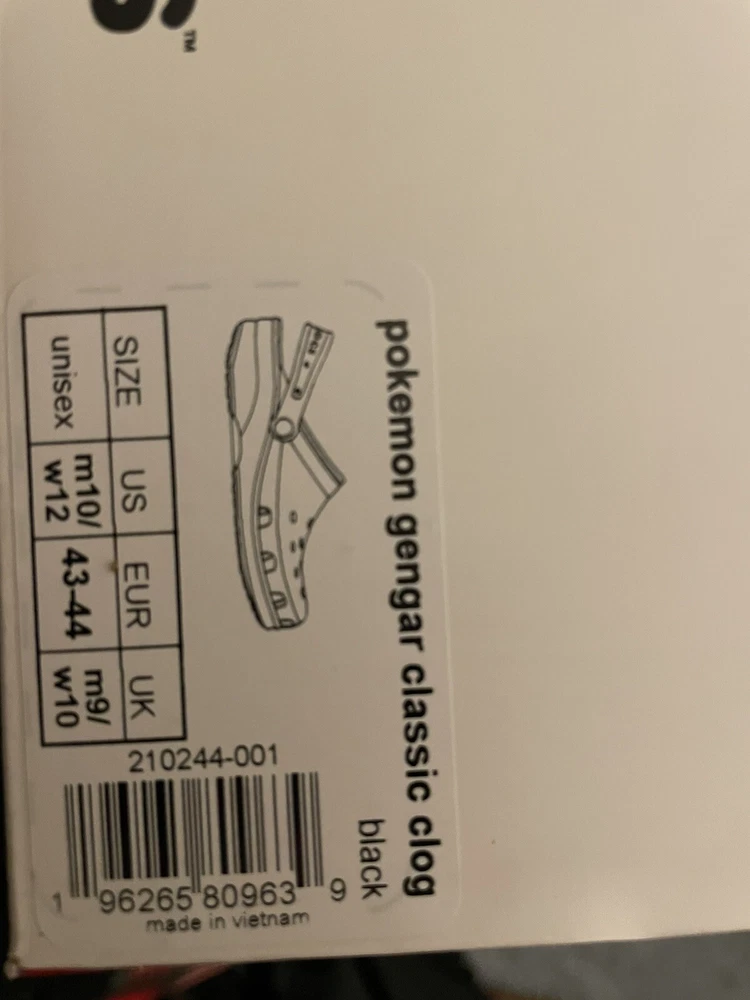 S™
pokemon gengar classic clog
black
SIZE US EUR UK
unisex m10/ 43-44 m9/
w12 w10
210244-001
1 96265 80963 9
made in vietnam